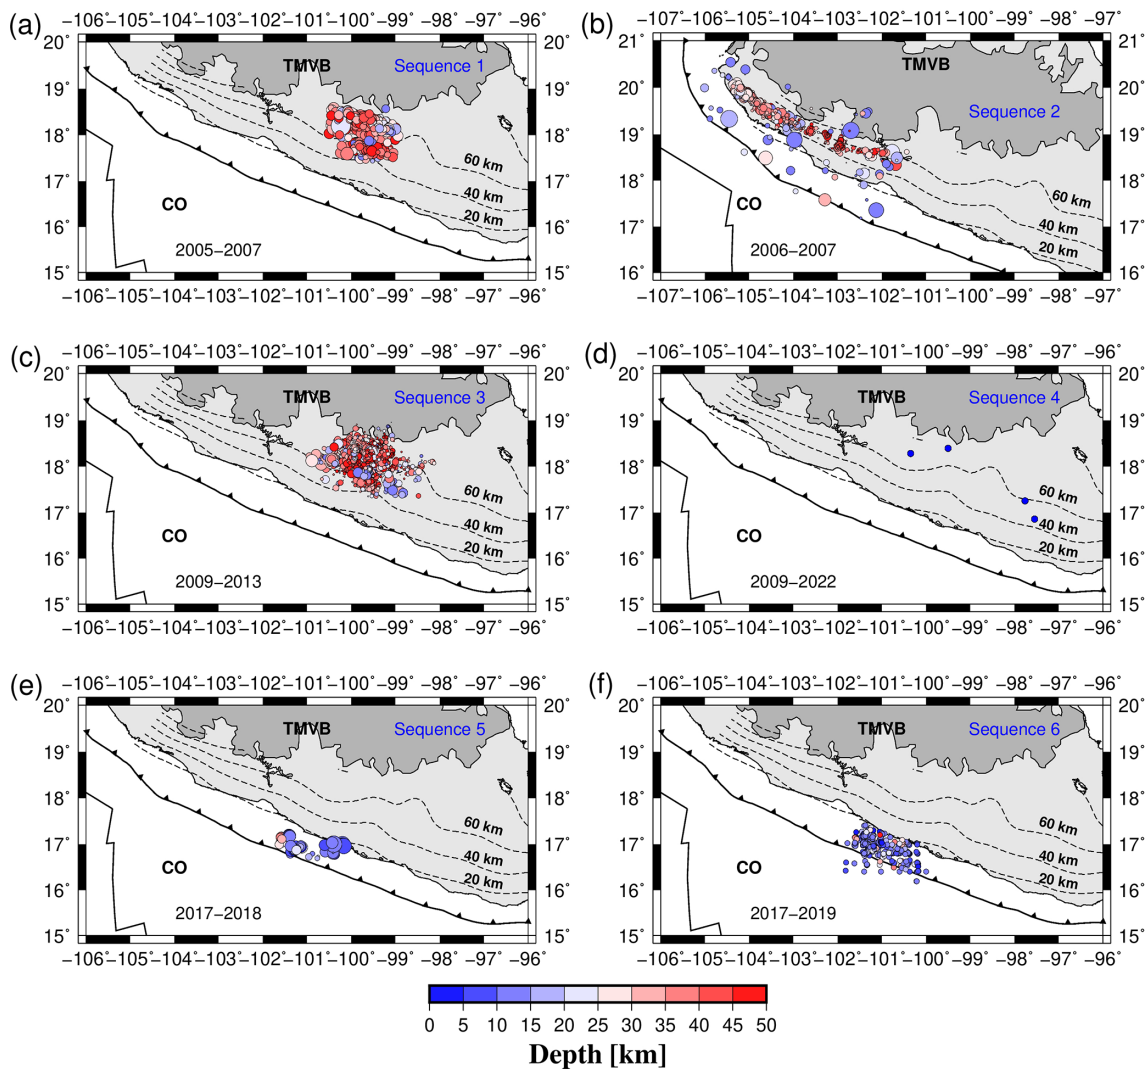 (a)
−106 −105 −104 −103 −102 −101 −100 −99 −98 −97 −96
20˚ 20˚
TMVB Sequence 1
19˚ 19˚
18˚ 18˚
60 km
17˚ 17˚
40 km
CO
20 km
16˚ 16˚
2005−2007
15˚ 15˚
−106 −105 −104 −103 −102 −101 −100 −99 −98 −97 −96
(b)
−107 −106 −105 −104 −103 −102 −101 −100 −99 −98 −97
21˚ 21˚
TMVB
20˚ 20˚
Sequence 2
19˚ 19˚
18˚ 18˚
60 km
CO
40 km
17˚ 17˚
20 km
2006−2007
16˚ 16˚
−107 −106 −105 −104 −103 −102 −101 −100 −99 −98 −97
(c)
−106 −105 −104 −103 −102 −101 −100 −99 −98 −97 −96
20˚ 20˚
TMVB Sequence 3
19˚ 19˚
18˚ 18˚
60 km
17˚ 17˚
40 km
CO
20 km
16˚ 16˚
2009−2013
15˚ 15˚
−106 −105 −104 −103 −102 −101 −100 −99 −98 −97 −96
(d)
−106 −105 −104 −103 −102 −101 −100 −99 −98 −97 −96
20˚ 20˚
TMVB Sequence 4
19˚ 19˚
18˚ 18˚
60 km
17˚ 17˚
40 km
CO
20 km
16˚ 16˚
2009−2022
15˚ 15˚
−106 −105 −104 −103 −102 −101 −100 −99 −98 −97 −96
(e)
−106 −105 −104 −103 −102 −101 −100 −99 −98 −97 −96
20˚ 20˚
TMVB Sequence 5
19˚ 19˚
18˚ 18˚
60 km
17˚ 17˚
40 km
CO
20 km
16˚ 16˚
2017−2018
15˚ 15˚
−106 −105 −104 −103 −102 −101 −100 −99 −98 −97 −96
(f)
−106 −105 −104 −103 −102 −101 −100 −99 −98 −97 −96
20˚ 20˚
TMVB Sequence 6
19˚ 19˚
18˚ 18˚
60 km
17˚ 17˚
40 km
CO
20 km
16˚ 16˚
2017−2019
15˚ 15˚
−106 −105 −104 −103 −102 −101 −100 −99 −98 −97 −96
0 5 10 15 20 25 30 35 40 45 50
Depth [km]